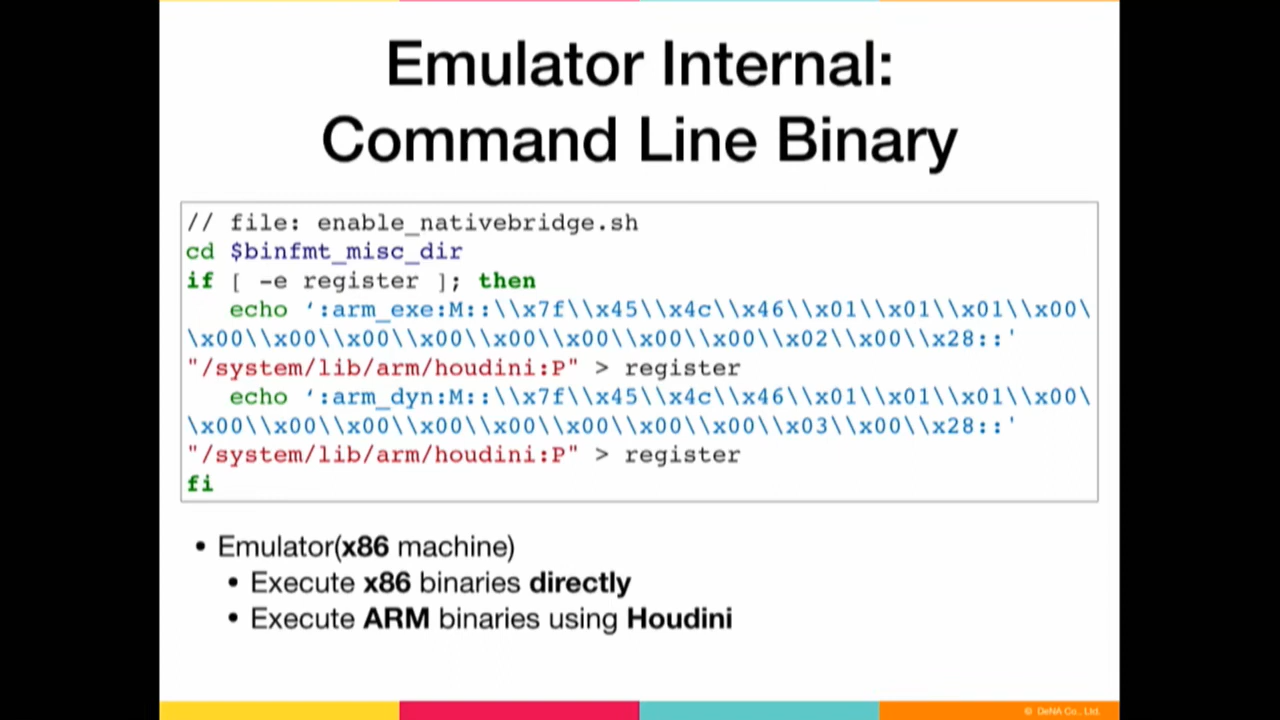 Emulator Internal:
Command Line Binary
// file: enable_nativebridge.sh
cd $binfmt_misc_dir
if [ -e register ]; then
echo ‘:arm_exe:M::\\x7f\\x45\\x4c\\x46\\x01\\x01\\x01\\x00\
\x00\\x00\\x00\\x00\\x00\\x00\\x00\\x00\\x02\\x00\\x28::'
"/system/lib/arm/houdini:P" > register
echo ‘:arm_dyn:M::\\x7f\\x45\\x4c\\x46\\x01\\x01\\x01\\x00\
\x00\\x00\\x00\\x00\\x00\\x00\\x00\\x00\\x03\\x00\\x28::'
"/system/lib/arm/houdini:P" > register
fi
• Emulator(x86 machine)
• Execute x86 binaries directly
• Execute ARM binaries using Houdini
© DeNA Co., Ltd.